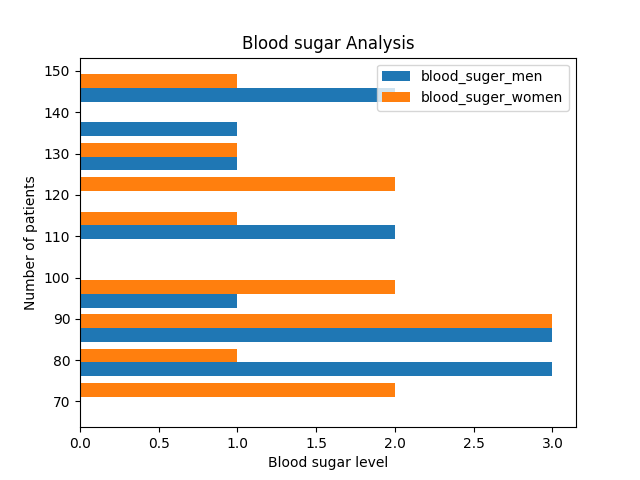 Blood sugar Analysis
blood_suger_men
blood_suger_women
Number of patients
150
140
130
120
110
100
90
80
70
0.0 0.5 1.0 1.5 2.0 2.5 3.0
Blood sugar level